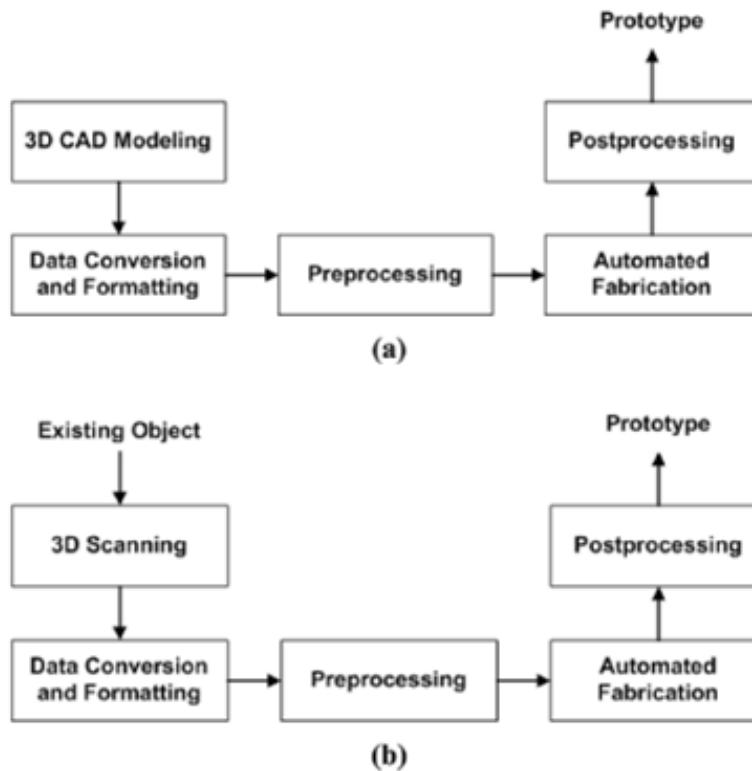 Prototype
3D CAD Modeling
Postprocessing
Data Conversion
and Formatting
Preprocessing
Automated
Fabrication
(a)
Existing Object
Prototype
3D Scanning
Postprocessing
Data Conversion
and Formatting
Preprocessing
Automated
Fabrication
(b)